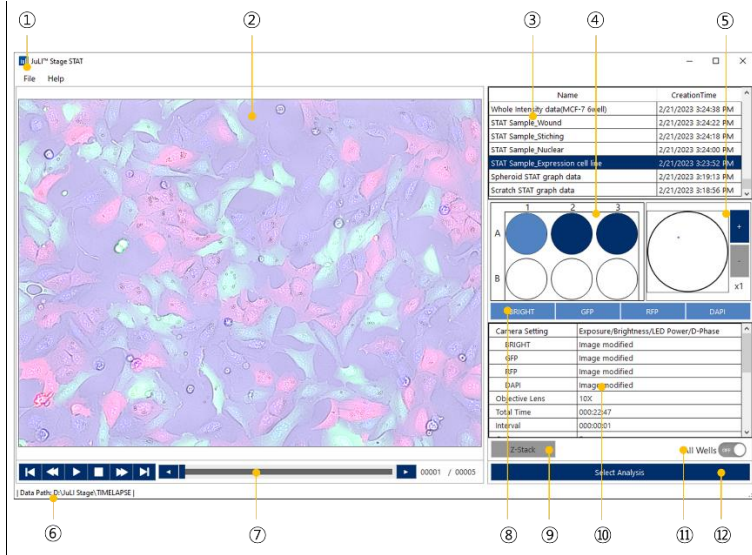 ① ② ③ ④ ⑤
JuLI™ Stage STAT
File Help
Name CreationTime
Whole Intensity data(MCF-7 6well) 2/21/2023 3:24:38 PM
STAT Sample_Wound 2/21/2023 3:24:22 PM
STAT Sample_Stiching 2/21/2023 3:24:18 PM
STAT Sample_Nuclear 2/21/2023 3:24:00 PM
STAT Sample_Expression cell line 2/21/2023 3:23:52 PM
Spheroid STAT graph data 2/21/2023 3:19:13 PM
Scratch STAT graph data 2/21/2023 3:18:56 PM
1 2 3
A
B
+
-
x1
BRIGHT GFP RFP DAPI
Camera Setting Exposure/Brightness/LED Power/D-Phase
BRIGHT Image modified
GFP Image modified
RFP Image modified
DAPI Image modified
Objective Lens 10X
Total Time 000:22:47
Interval 000:00:01
Z-Stack All Wells OFF
00001 / 00005
Select Analysis
| Data Path: D:\JuLI Stage\TIMELAPSE |
⑥ ⑦ ⑧ ⑨ ⑩ ⑪ ⑫